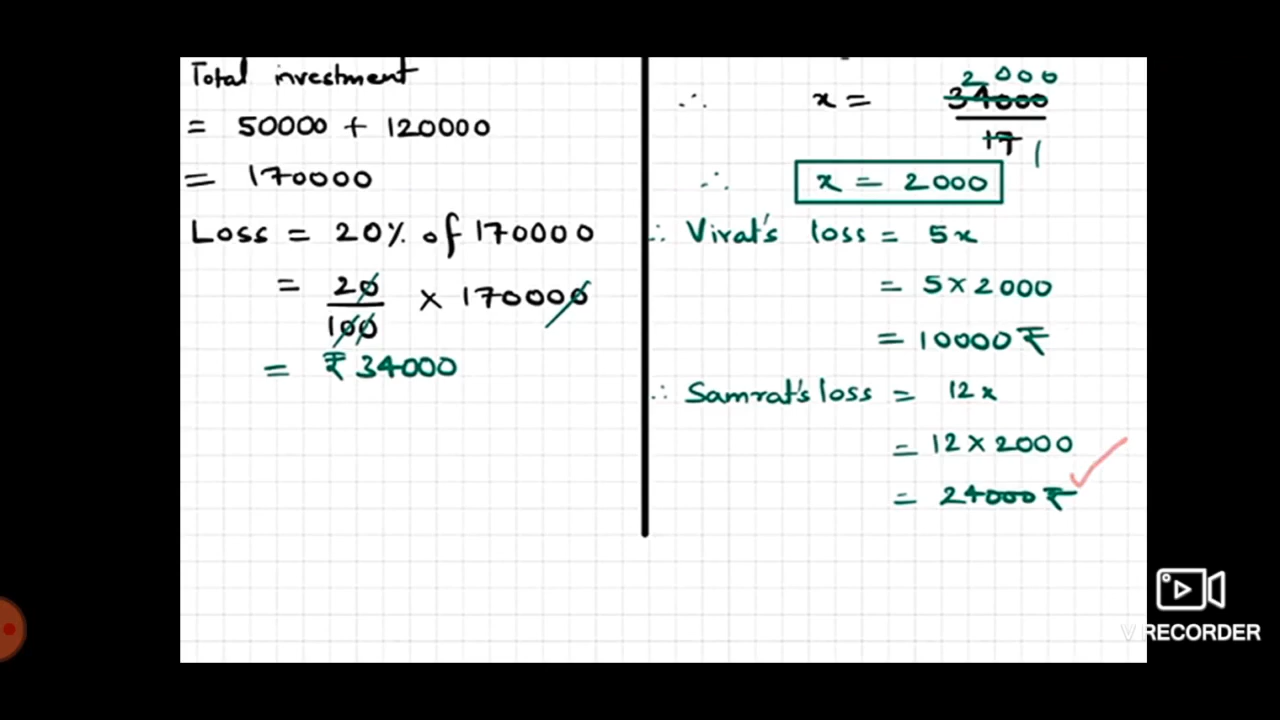 Total investment
= 50000 + 120000
= 170000
Loss = 20% of 170000
= 20/100 × 170000
= ₹34000
∴ x = 34000/17
2000
1
∴ x = 2000
∴ Virat's loss = 5x
= 5 × 2000
= 10000 ₹
∴ Samrat's loss = 12x
= 12 × 2000
= 24000 ₹
V RECORDER